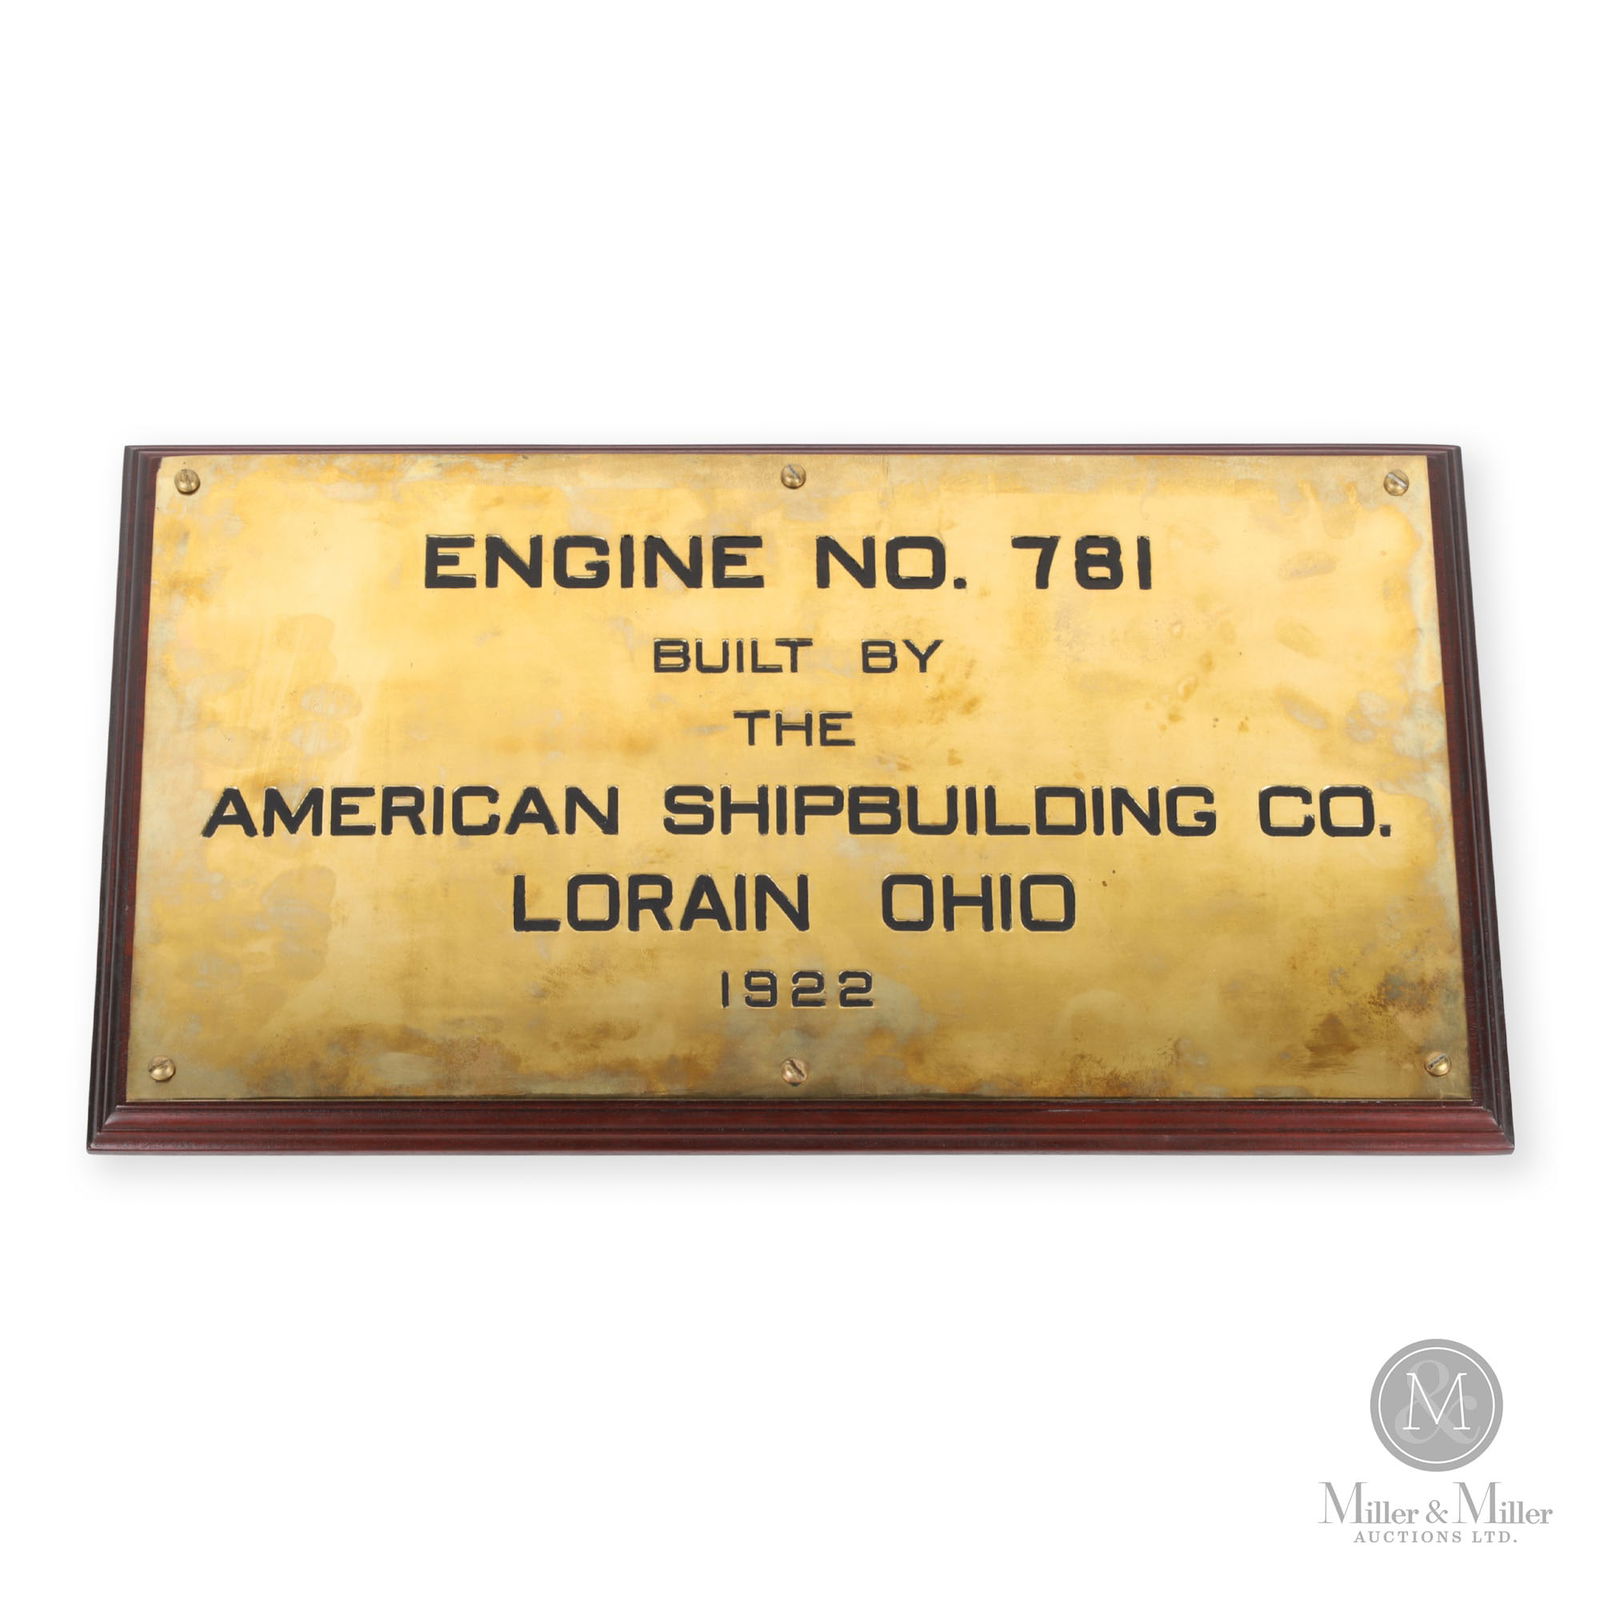 ENGINE NO. 781
BUILT BY
THE
AMERICAN SHIPBUILDING CO.
LORAIN OHIO
1922
&
M
Miller & Miller
AUCTIONS LTD.